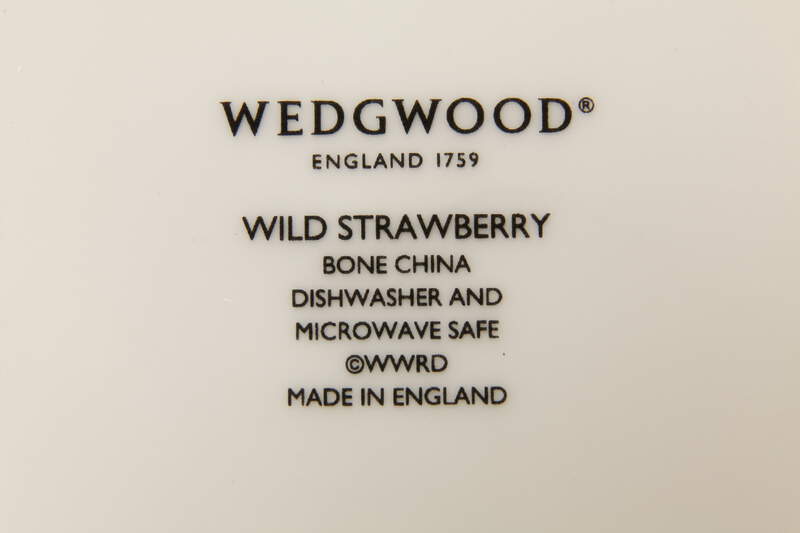 WEDGWOOD®
ENGLAND 1759
WILD STRAWBERRY
BONE CHINA
DISHWASHER AND
MICROWAVE SAFE
©WWRD
MADE IN ENGLAND